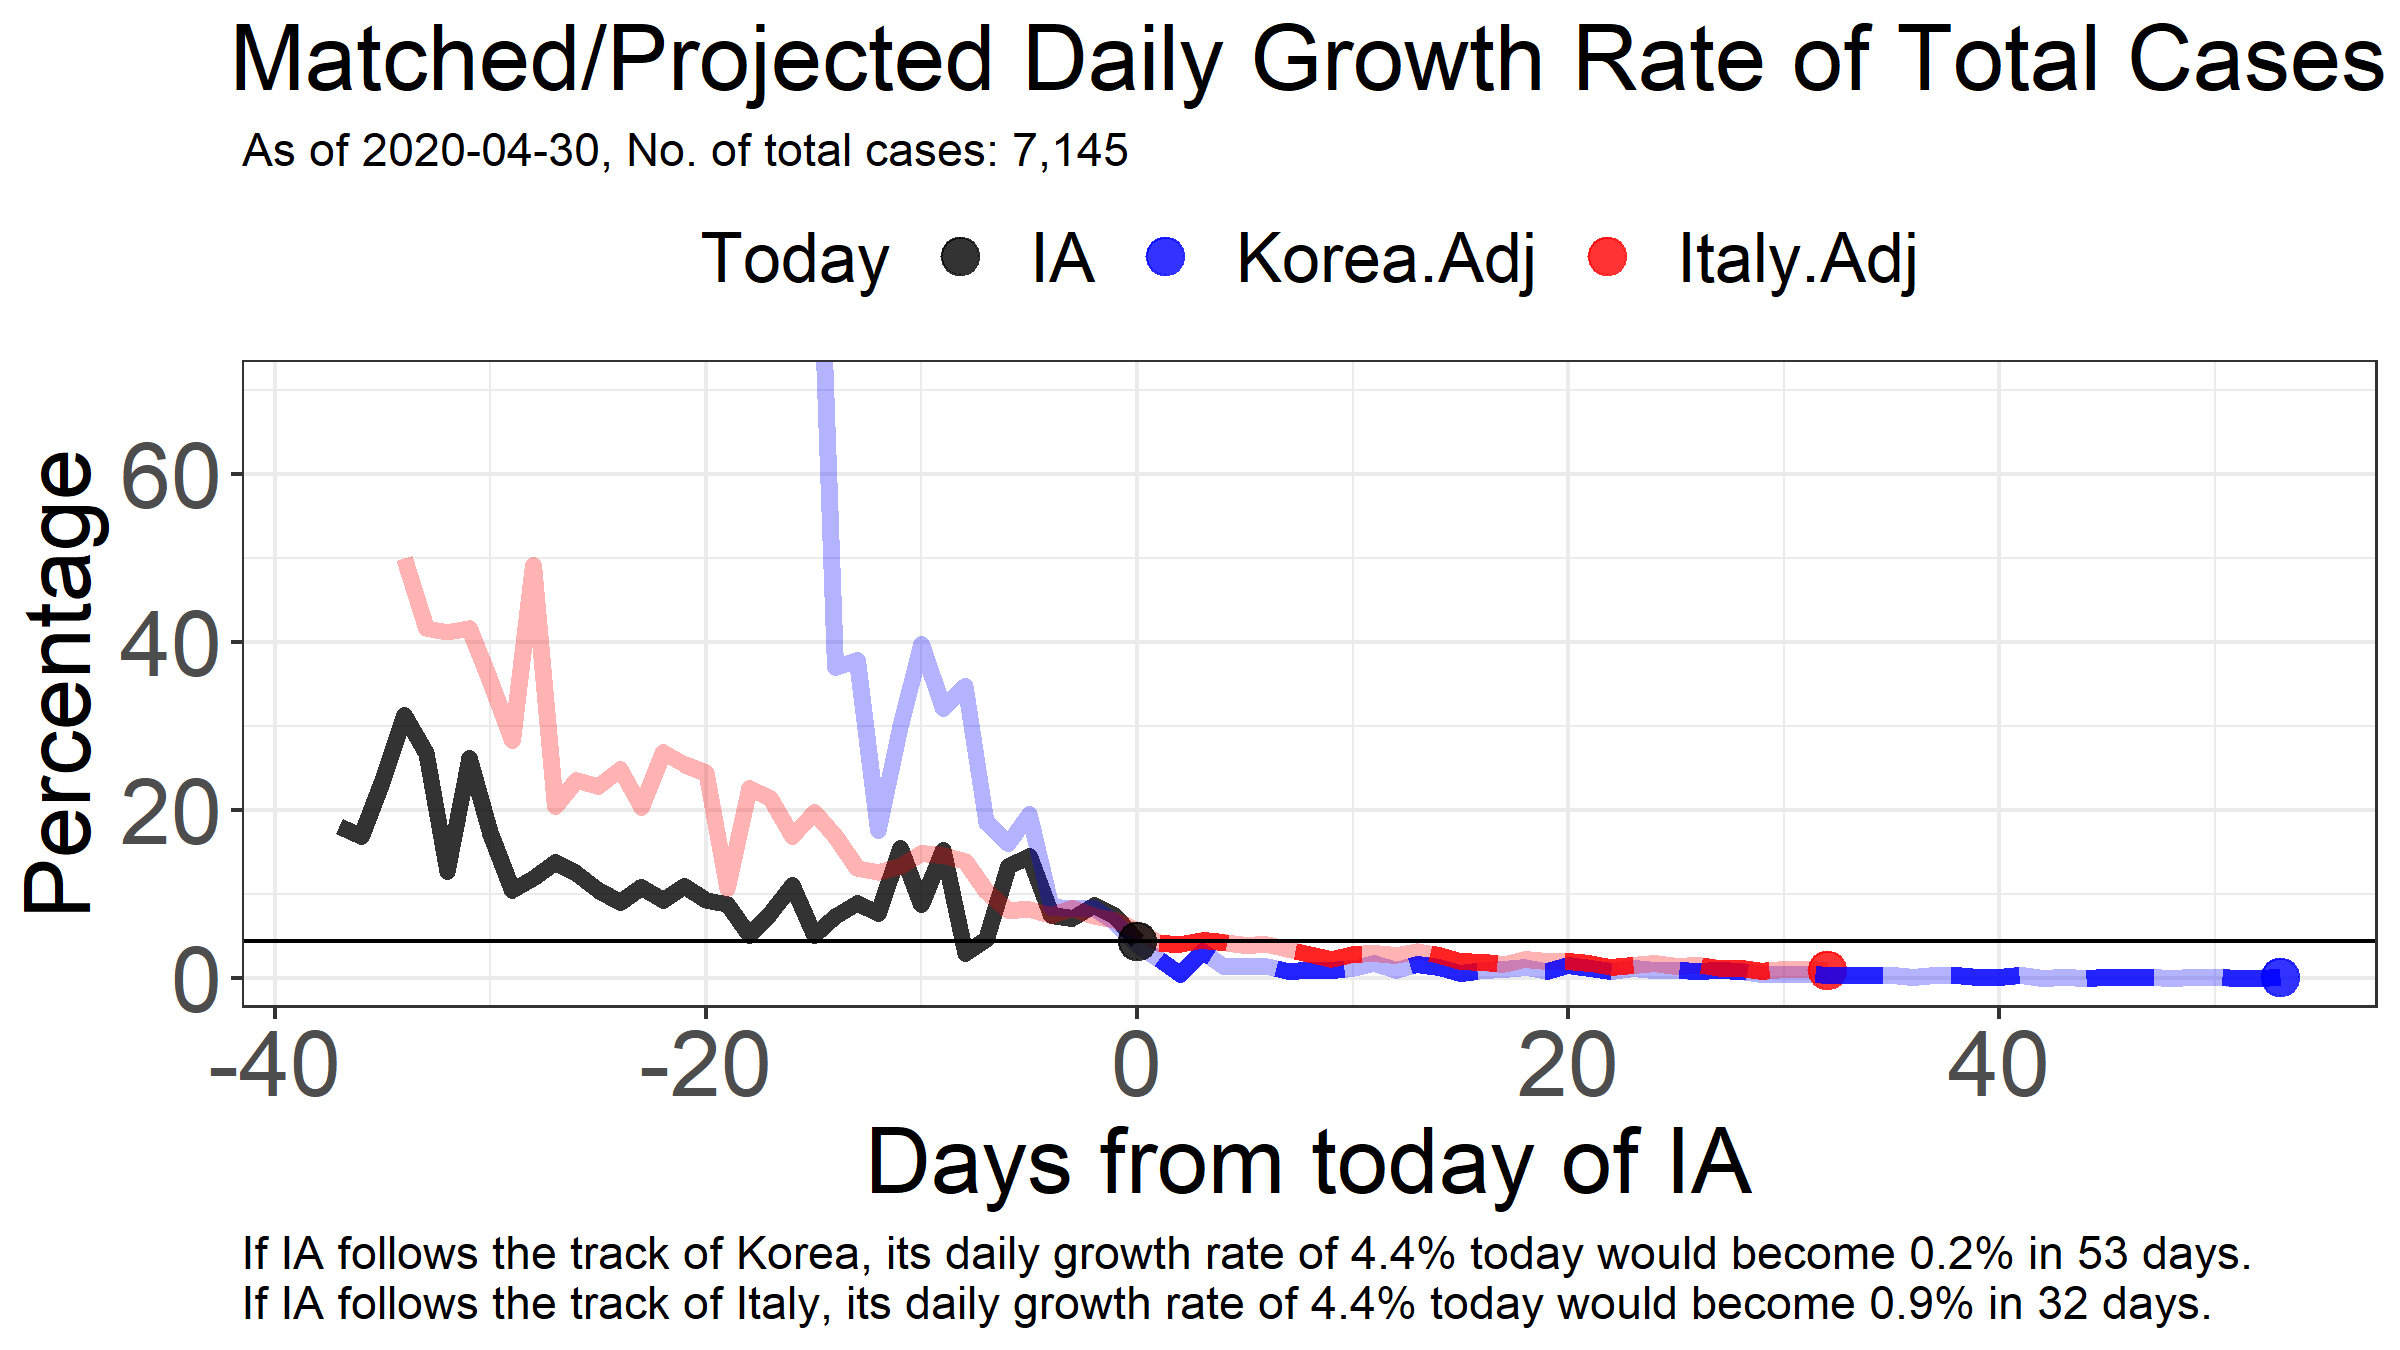 Matched/Projected Daily Growth Rate of Total Cases
As of 2020-04-30, No. of total cases: 7,145
Today IA Korea.Adj Italy.Adj
Percentage
60
40
20
0
-40 -20 0 20 40
Days from today of IA
If IA follows the track of Korea, its daily growth rate of 4.4% today would become 0.2% in 53 days.
If IA follows the track of Italy, its daily growth rate of 4.4% today would become 0.9% in 32 days.